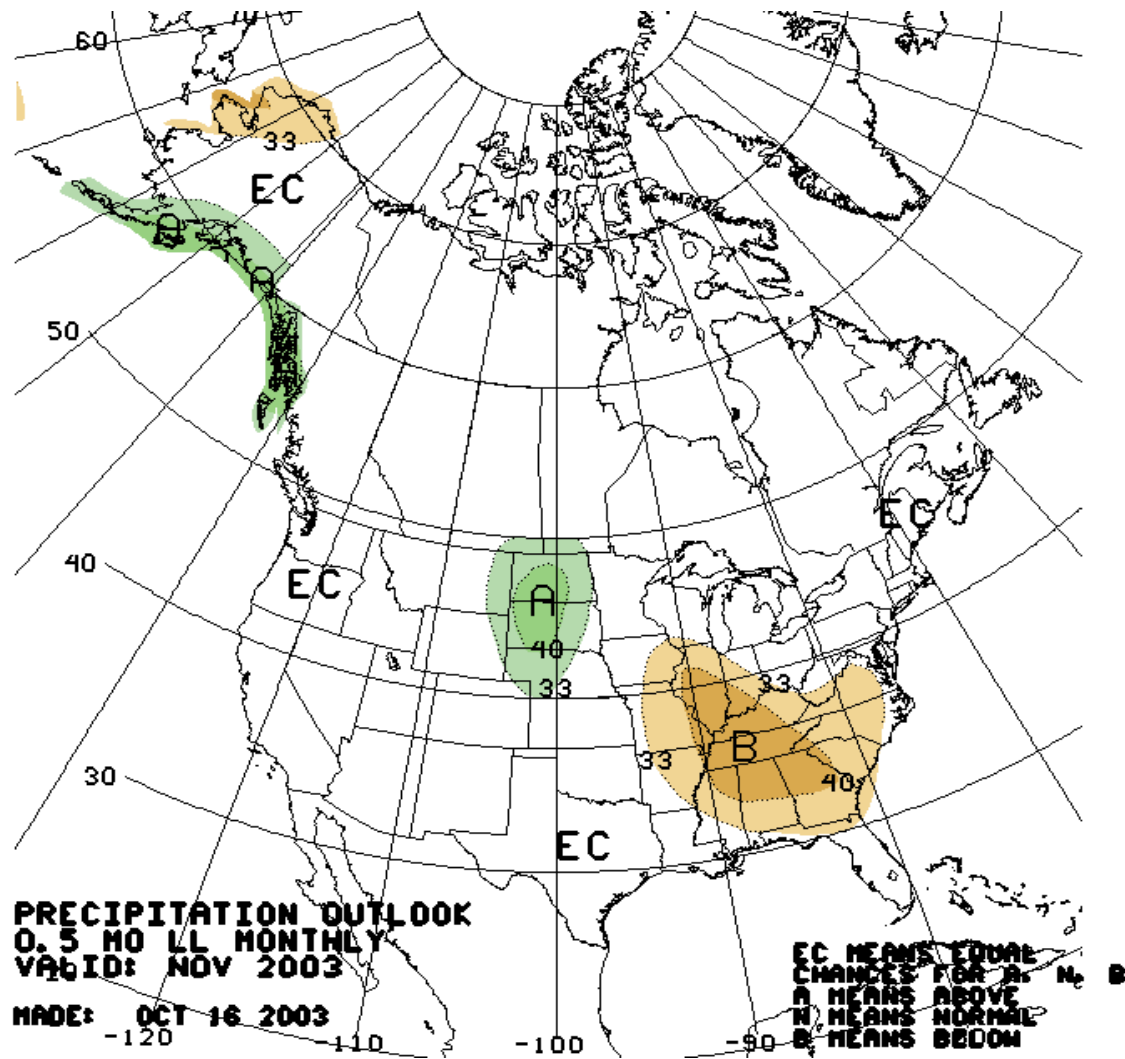 60
33
EC
A
A
50
EC
40
EC
A
40
33
33
B
33
40
30
EC
PRECIPITATION OUTLOOK
0.5 MO LL MONTHLY
VALID: NOV 2003
MADE: OCT 16 2003
EC MEANS EQUAL
CHANCES FOR A, N, B
A MEANS ABOVE
N MEANS NORMAL
B MEANS BELOW
-120
-110
-100
-90